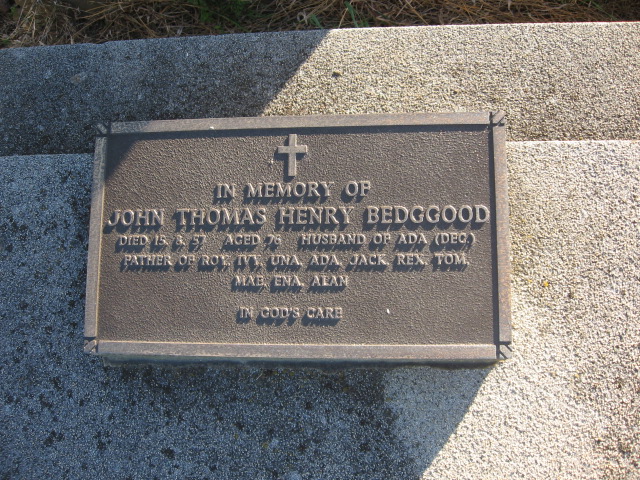 IN MEMORY OF
JOHN THOMAS HENRY BEDGGOOD
DIED 15. 8. 57 AGED 76 HUSBAND OF ADA (DEC.)
FATHER OF ROY, IVY, UNA, ADA, JACK, REX, TOM,
MAE, ENA, ALAN
IN GOD'S CARE